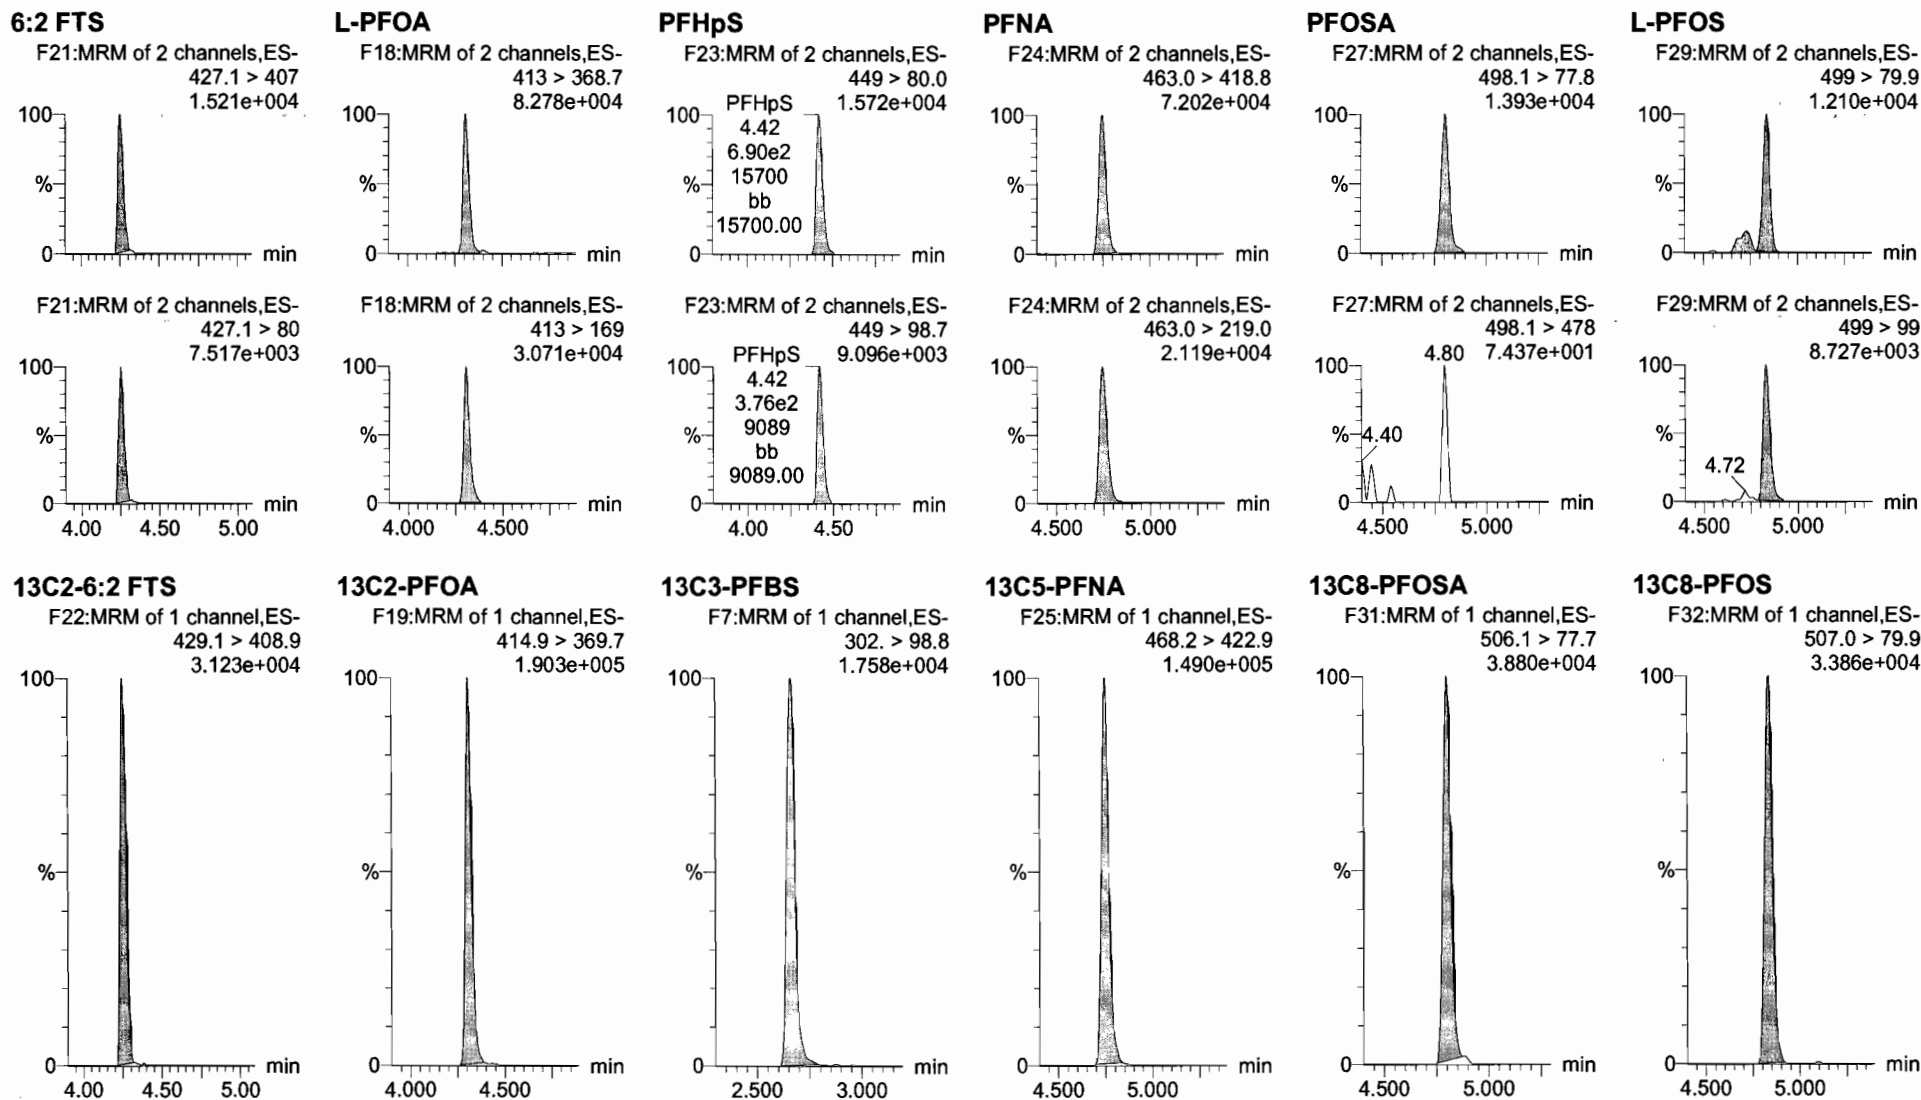 6:2 FTS
F21:MRM of 2 channels,ES-
427.1 > 407
1.521e+004
100
%
0
min
L-PFOA
F18:MRM of 2 channels,ES-
413 > 368.7
8.278e+004
100
%
0
min
PFHpS
F23:MRM of 2 channels,ES-
449 > 80.0
1.572e+004
PFHpS
4.42
6.90e2
15700
bb
15700.00
100
%
0
min
PFNA
F24:MRM of 2 channels,ES-
463.0 > 418.8
7.202e+004
100
%
0
min
PFOSA
F27:MRM of 2 channels,ES-
498.1 > 77.8
1.393e+004
100
%
0
min
L-PFOS
F29:MRM of 2 channels,ES-
499 > 79.9
1.210e+004
100
%
0
min
F21:MRM of 2 channels,ES-
427.1 > 80
7.517e+003
100
%
0
min
4.00 4.50 5.00
F18:MRM of 2 channels,ES-
413 > 169
3.071e+004
100
%
0
min
4.000 4.500
F23:MRM of 2 channels,ES-
449 > 98.7
9.096e+003
PFHpS
4.42
3.76e2
9089
bb
9089.00
100
%
0
min
4.00 4.50
F24:MRM of 2 channels,ES-
463.0 > 219.0
2.119e+004
100
%
0
min
4.500 5.000
F27:MRM of 2 channels,ES-
498.1 > 478
4.80 7.437e+001
100
%
4.40
0
min
4.500 5.000
F29:MRM of 2 channels,ES-
499 > 99
8.727e+003
100
%
4.72
0
min
4.500 5.000
13C2-6:2 FTS
F22:MRM of 1 channel,ES-
429.1 > 408.9
3.123e+004
100
%
0
min
4.00 4.50 5.00
13C2-PFOA
F19:MRM of 1 channel,ES-
414.9 > 369.7
1.903e+005
100
%
0
min
4.000 4.500
13C3-PFBS
F7:MRM of 1 channel,ES-
302. > 98.8
1.758e+004
100
%
0
min
2.500 3.000
13C5-PFNA
F25:MRM of 1 channel,ES-
468.2 > 422.9
1.490e+005
100
%
0
min
4.500 5.000
13C8-PFOSA
F31:MRM of 1 channel,ES-
506.1 > 77.7
3.880e+004
100
%
0
min
4.500 5.000
13C8-PFOS
F32:MRM of 1 channel,ES-
507.0 > 79.9
3.386e+004
100
%
0
min
4.500 5.000